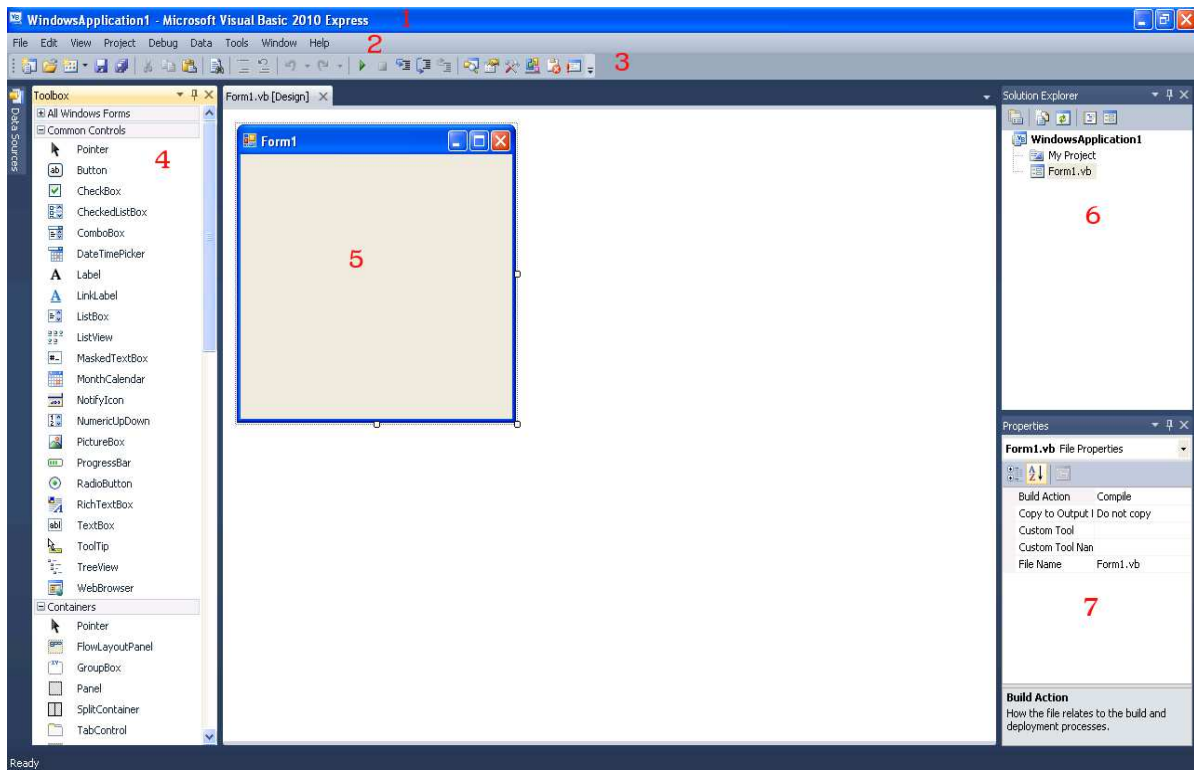 WindowsApplication1 - Microsoft Visual Basic 2010 Express
1
File Edit View Project Debug Data Tools Window Help
2
3
Data Sources
Toolbox
All Windows Forms
Common Controls
Pointer
4
Button
CheckBox
CheckedListBox
ComboBox
DateTimePicker
Label
LinkLabel
ListBox
ListView
MaskedTextBox
MonthCalendar
NotifyIcon
NumericUpDown
PictureBox
ProgressBar
RadioButton
RichTextBox
TextBox
ToolTip
TreeView
WebBrowser
Containers
Pointer
FlowLayoutPanel
GroupBox
Panel
SplitContainer
TabControl
Form1.vb [Design]
Form1
5
Solution Explorer
WindowsApplication1
My Project
Form1.vb
6
Properties
Form1.vb File Properties
Build Action Compile
Copy to Output I Do not copy
Custom Tool
Custom Tool Nan
File Name Form1.vb
7
Build Action
How the file relates to the build and
deployment processes.
Ready